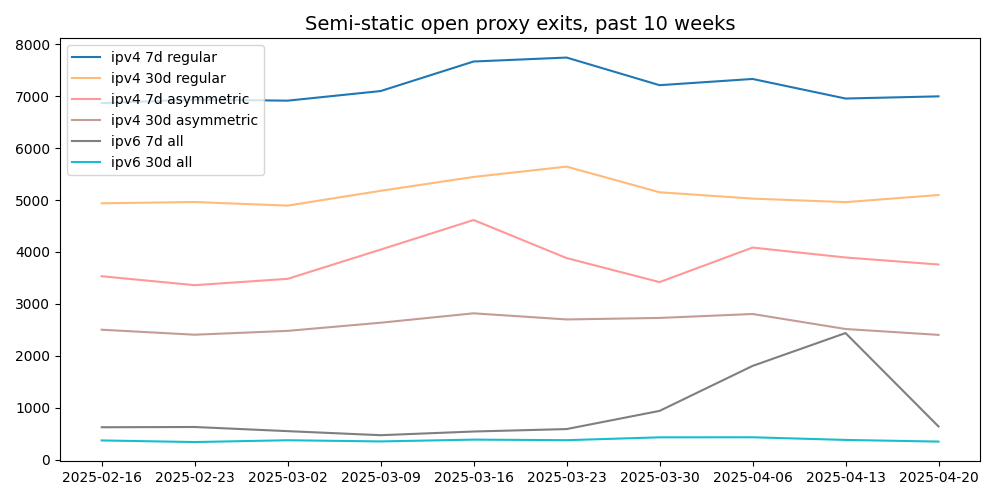 Semi-static open proxy exits, past 10 weeks
8000
7000
6000
5000
4000
3000
2000
1000
0
ipv4 7d regular
ipv4 30d regular
ipv4 7d asymmetric
ipv4 30d asymmetric
ipv6 7d all
ipv6 30d all
2025-02-16 2025-02-23 2025-03-02 2025-03-09 2025-03-16 2025-03-23 2025-03-30 2025-04-06 2025-04-13 2025-04-20